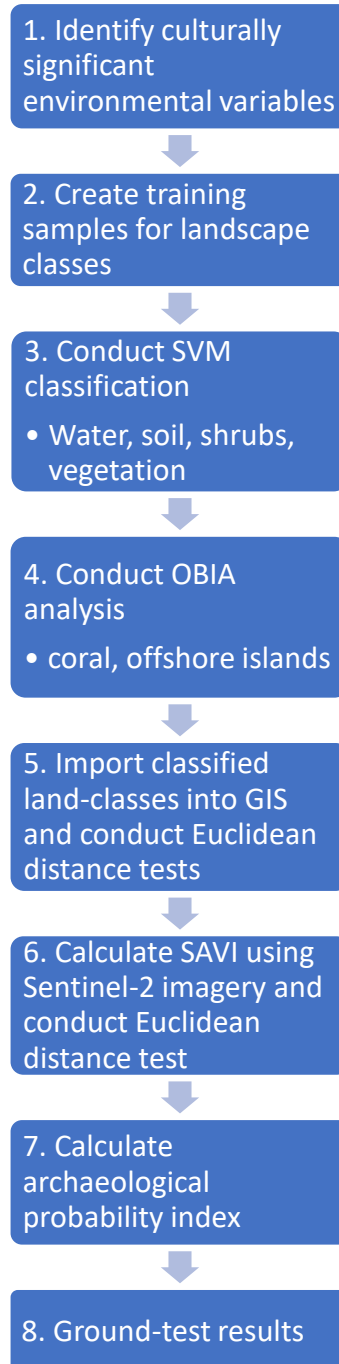 1. Identify culturally
significant
environmental variables
2. Create training
samples for landscape
classes
3. Conduct SVM
classification
• Water, soil, shrubs,
vegetation
4. Conduct OBIA
analysis
• coral, offshore islands
5. Import classified
land-classes into GIS
and conduct Euclidean
distance tests
6. Calculate SAVI using
Sentinel-2 imagery and
conduct Euclidean
distance test
7. Calculate
archaeological
probability index
8. Ground-test results